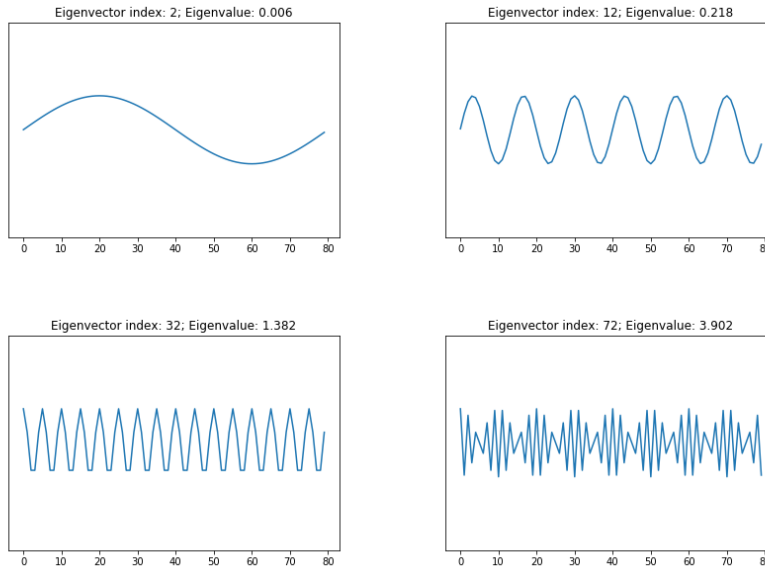 Eigenvector index: 2; Eigenvalue: 0.006
0 10 20 30 40 50 60 70 80
Eigenvector index: 12; Eigenvalue: 0.218
0 10 20 30 40 50 60 70
Eigenvector index: 32; Eigenvalue: 1.382
0 10 20 30 40 50 60 70 80
Eigenvector index: 72; Eigenvalue: 3.902
0 10 20 30 40 50 60 70